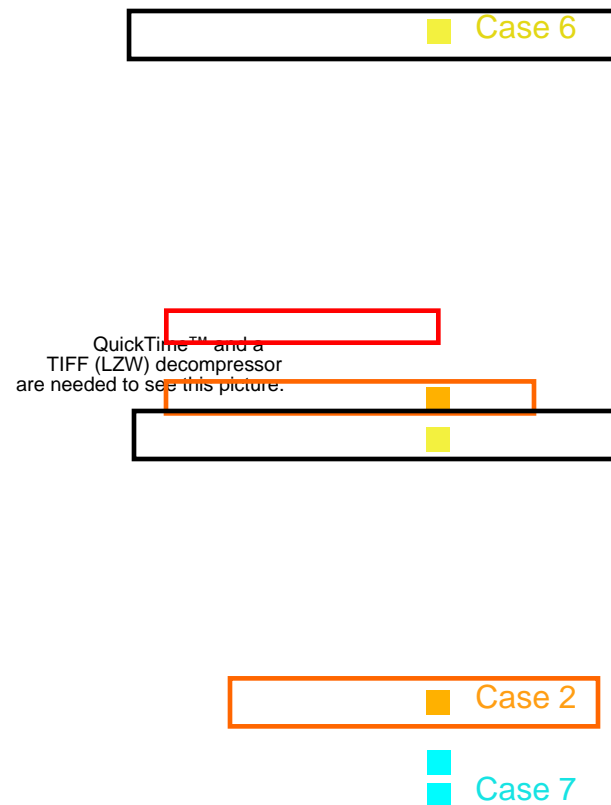 Case 6
QuickTime™ and a
TIFF (LZW) decompressor
are needed to see this picture.
Case 2
Case 7